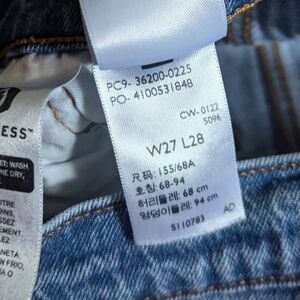 PC9- 36200-0225
PO- 4100531848
CW- 0122
5096
W27 L28
尺码 : 155/68A
호칭 : 68-94
허리둘레 : 68 cm
엉덩이둘레 : 94 cm
5110783 AD
ESS™
WASH
DRY,